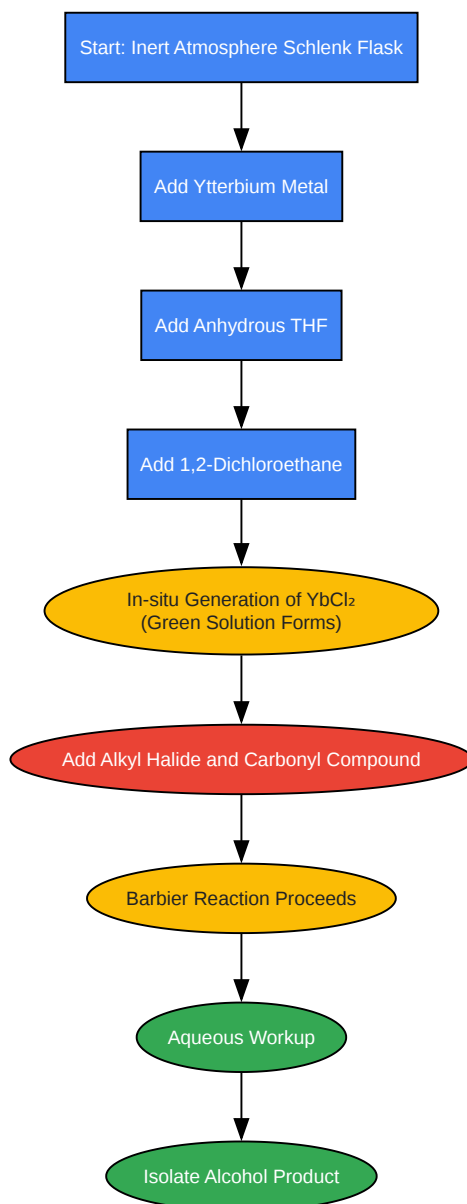 Start: Inert Atmosphere Schlenk Flask
Add Ytterbium Metal
Add Anhydrous THF
Add 1,2-Dichloroethane
In-situ Generation of YbCl₂
(Green Solution Forms)
Add Alkyl Halide and Carbonyl Compound
Barbier Reaction Proceeds
Aqueous Workup
Isolate Alcohol Product